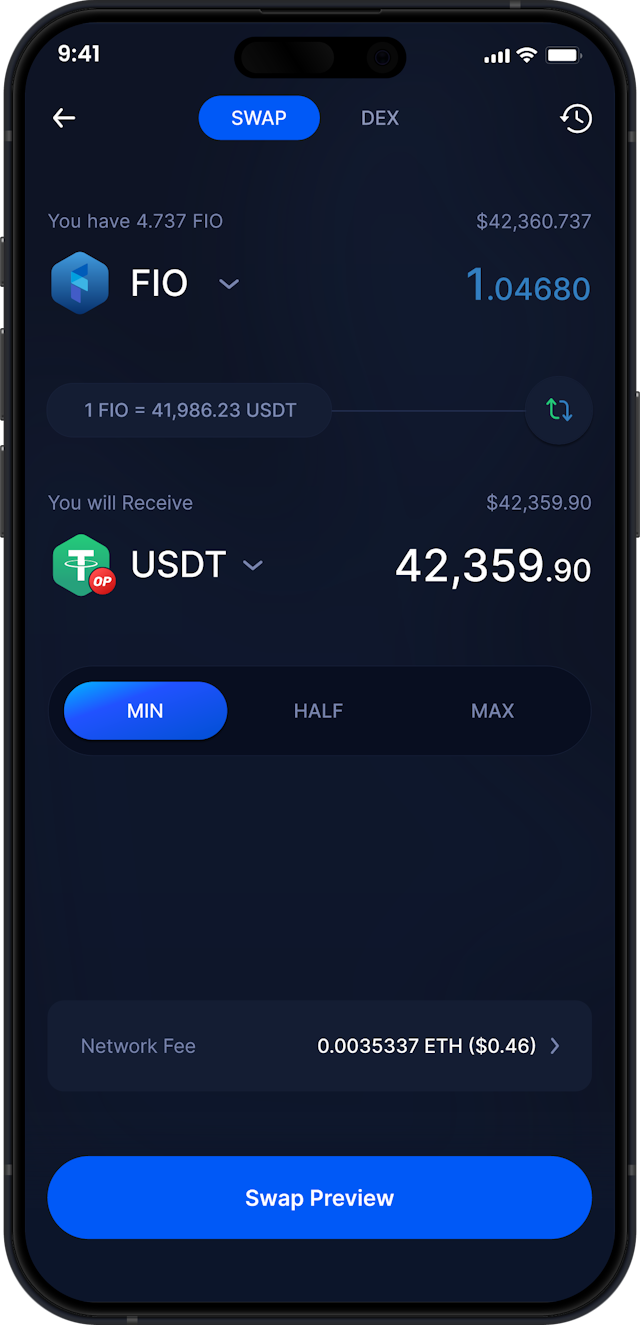 9:41
SWAP DEX
You have 4.737 FIO $42,360.737
FIO 1.04680
1 FIO = 41,986.23 USDT
You will Receive $42,359.90
OP USDT 42,359.90
MIN HALF MAX
Network Fee 0.0035337 ETH ($0.46)
Swap Preview